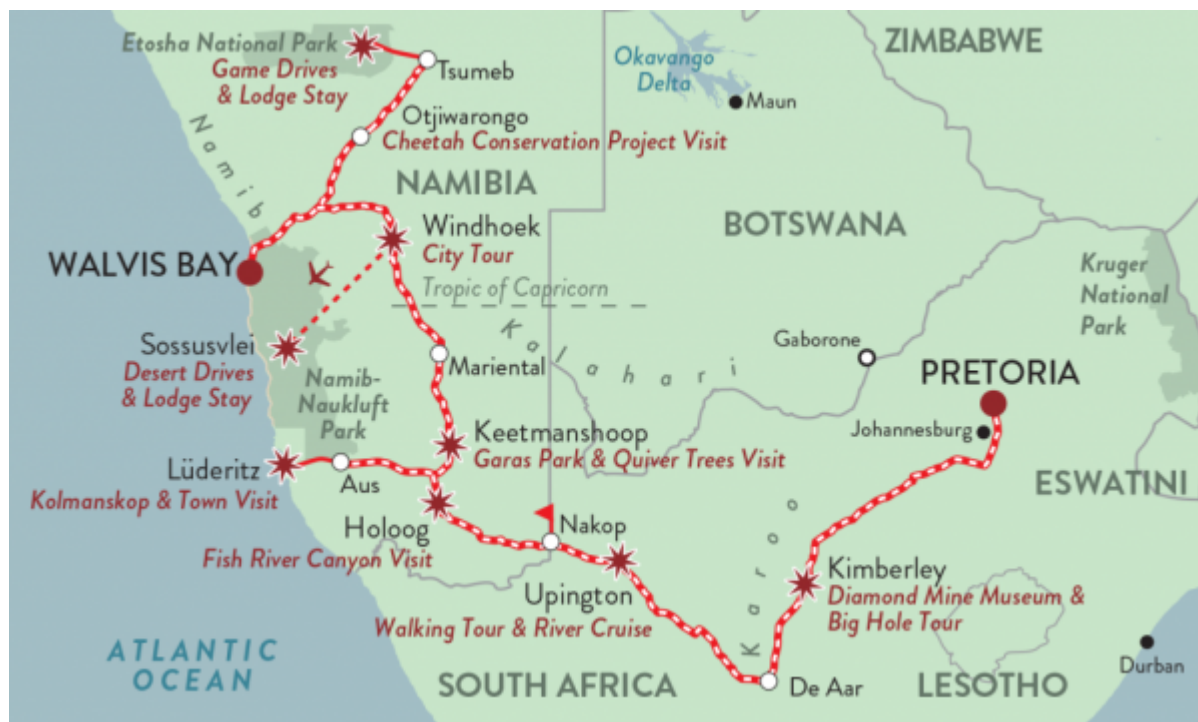 Etosha National Park
Game Drives
& Lodge Stay
Tsumeb
Okavango
Delta
ZIMBABWE
Maun
Otjiwarongo
Cheetah Conservation Project Visit
Namib
NAMIBIA
BOTSWANA
Windhoek
City Tour
WALVIS BAY
Tropic of Capricorn
Kruger
National
Park
Kalahari
Sossusvlei
Desert Drives
& Lodge Stay
Mariental
Gaborone
Namib-
Naukluft
Park
PRETORIA
Johannesburg
Keetmanshoop
Garas Park & Quiver Trees Visit
Lüderitz
Kolmanskop & Town Visit
Aus
ESWATINI
Holoog
Fish River Canyon Visit
Nakop
Karoo
Upington
Walking Tour & River Cruise
Kimberley
Diamond Mine Museum &
Big Hole Tour
ATLANTIC
OCEAN
SOUTH AFRICA
De Aar
LESOTHO
Durban